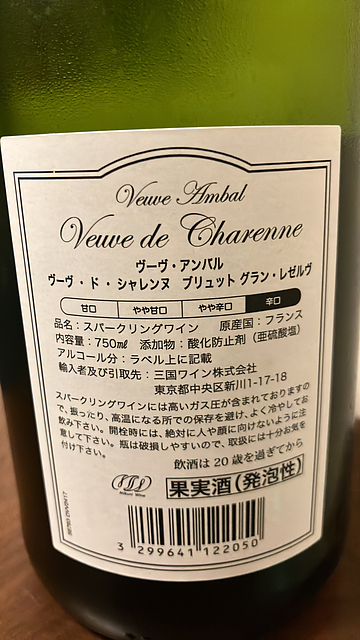 Veuve Ambal
Veuve de Charenne
ヴーヴ・アンバル
ヴーヴ・ド・シャレンヌ ブリュット グラン・レゼルヴ
甘口 やや甘口 やや辛口 辛口
品名：スパークリングワイン 原産国：フランス
内容量：750㎖ 添加物：酸化防止剤（亜硫酸塩）
アルコール分：ラベル上に記載
輸入者及び引取先：三国ワイン株式会社
東京都中央区新川1-17-18
スパークリングワインには高いガス圧が含まれておりますの
で、振ったり、高温になる所での保存を避け、よく冷やしてお
飲み下さい。開栓時には、絶対に人や顔に向けないように注
意して下さい。瓶は破損しやすいので、取扱には十分お気を
付け下さい。
飲酒は20歳を過ぎてから
果実酒（発泡性）
Mikuni Wine
3 299641 122050